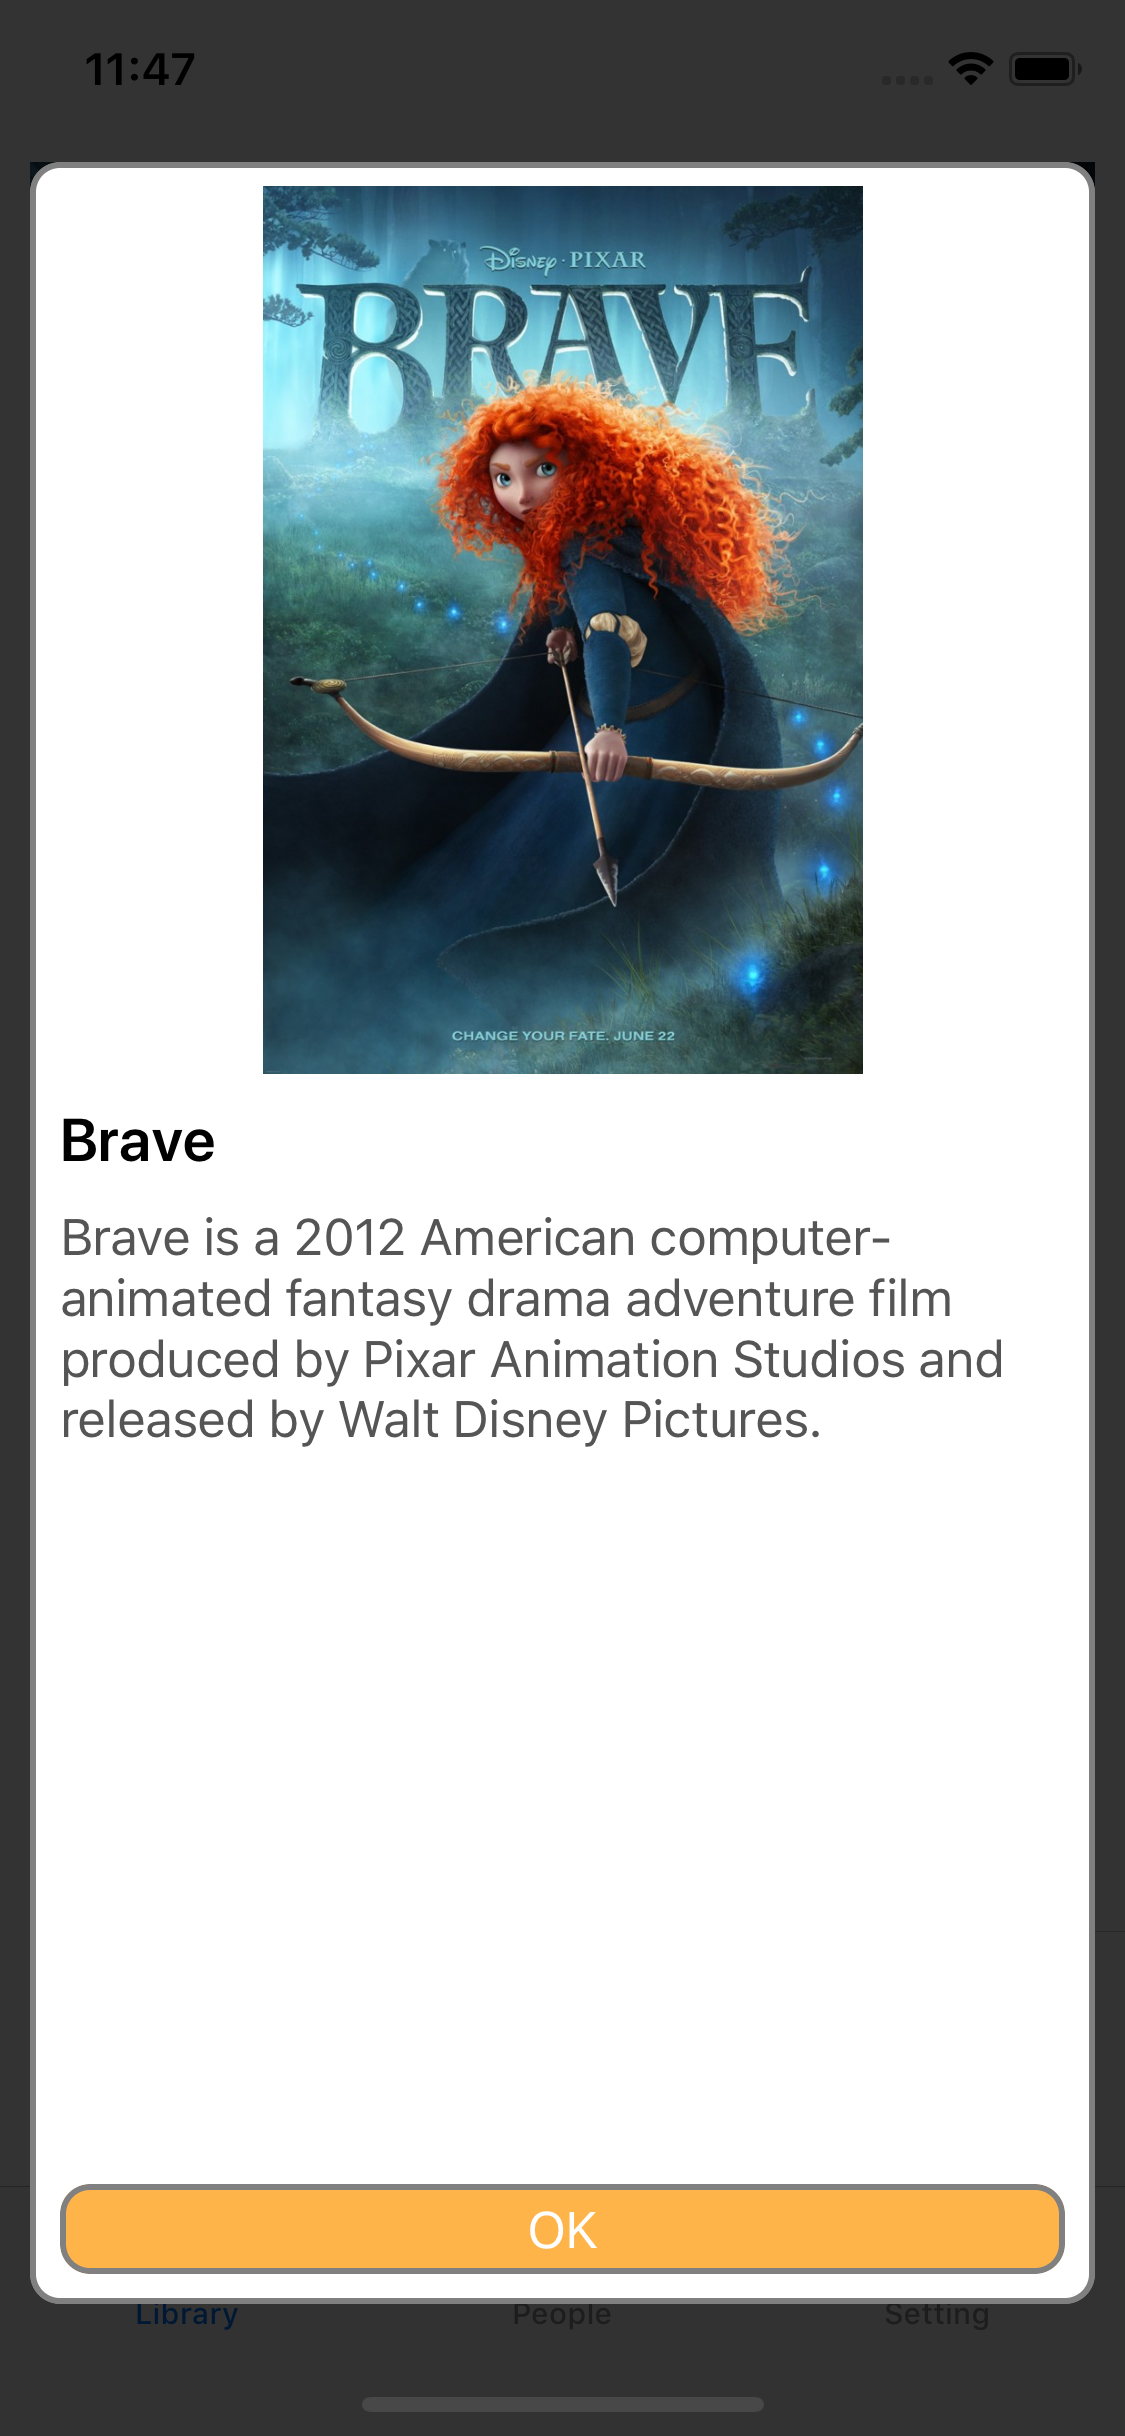 11:47
Disney · PIXAR
BRAVE
CHANGE YOUR FATE. JUNE 22
Brave
Brave is a 2012 American computer-
animated fantasy drama adventure film
produced by Pixar Animation Studios and
released by Walt Disney Pictures.
OK
Library People Setting